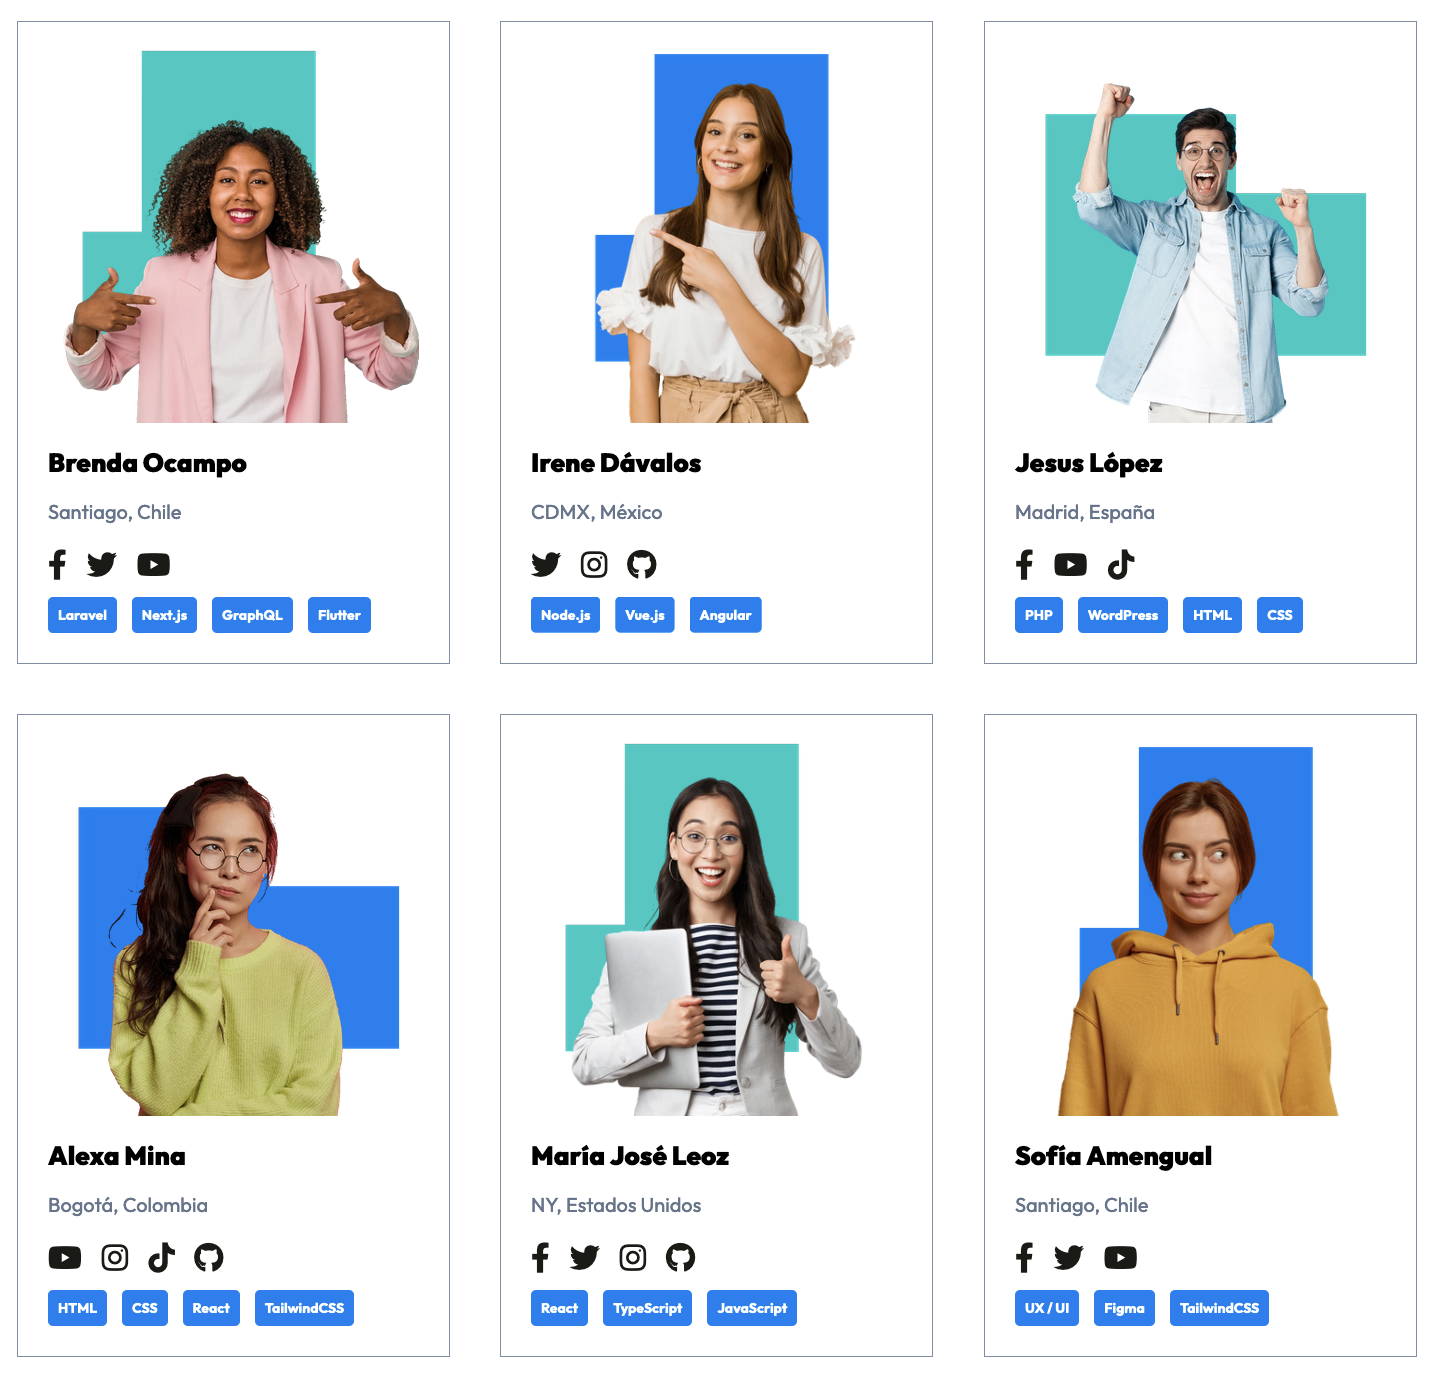 Brenda Ocampo
Santiago, Chile
Laravel Next.js GraphQL Flutter
Irene Dávalos
CDMX, México
Node.js Vue.js Angular
Jesus López
Madrid, España
PHP WordPress HTML CSS
Alexa Mina
Bogotá, Colombia
HTML CSS React TailwindCSS
María José Leoz
NY, Estados Unidos
React TypeScript JavaScript
Sofía Amengual
Santiago, Chile
UX / UI Figma TailwindCSS